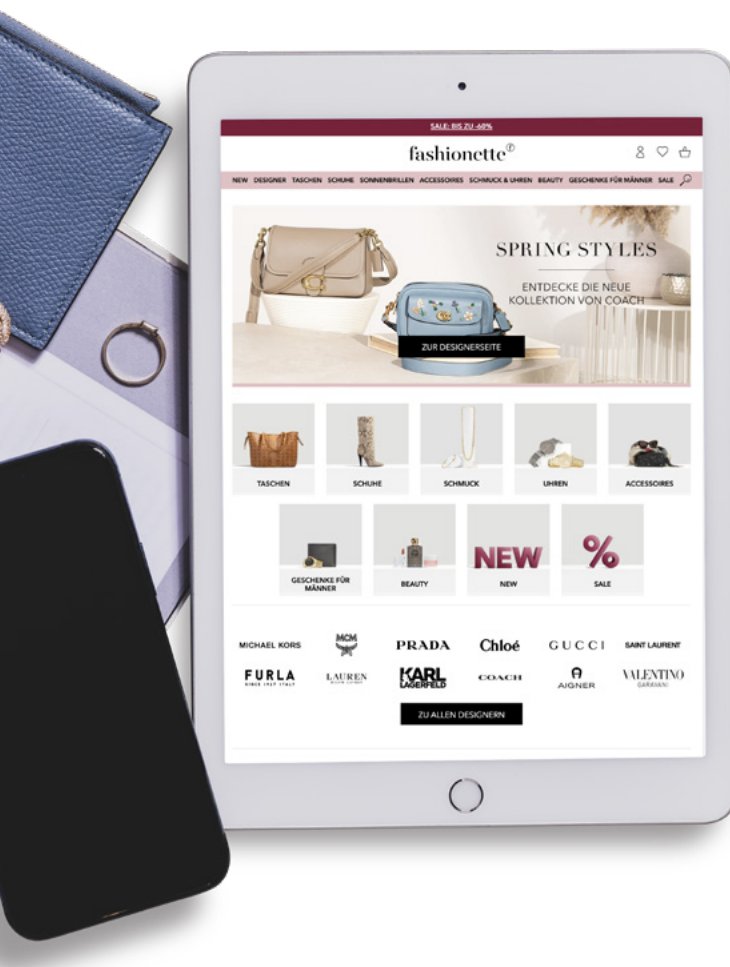 SALE: BIS ZU -60%
fashionette
NEW DESIGNER TASCHEN SCHUHE SONNENBRILLEN ACCESSOIRES SCHMUCK & UHREN BEAUTY GESCHENKE FÜR MÄNNER SALE
SPRING STYLES
ENTDECKE DIE NEUE
KOLLEKTION VON COACH
ZUR DESIGNERSEITE
TASCHEN SCHUHE SCHMUCK UHREN ACCESSOIRES
NEW %
GESCHENKE FÜR
MÄNNER
BEAUTY NEW SALE
MICHAEL KORS MCM PRADA Chloé GUCCI SAINT LAURENT
FURLA LAUREN KARL LAGERFELD COACH AIGNER VALENTINO
GARAVANI
ZU ALLEN DESIGNERN